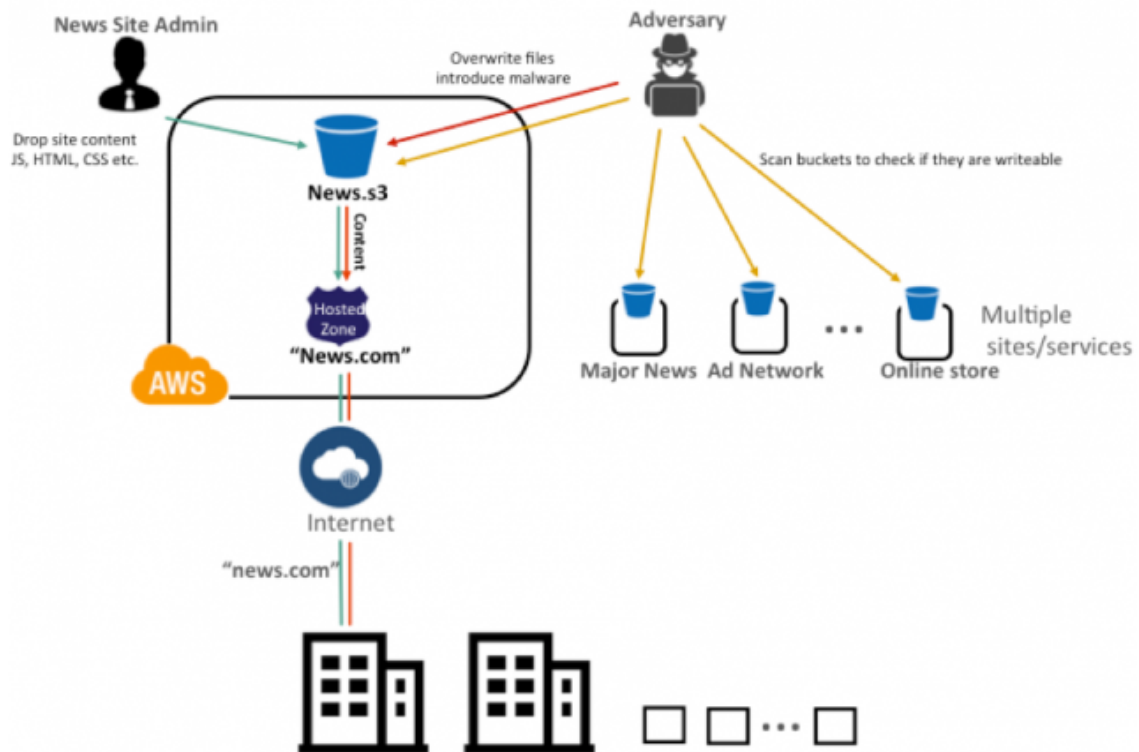 News Site Admin
Adversary
Overwrite files
introduce malware
Drop site content
JS, HTML, CSS etc.
Scan buckets to check if they are writeable
News.s3
Content
Hosted
Zone
“News.com”
AWS
Major News
Ad Network
Online store
Multiple
sites/services
Internet
“news.com”